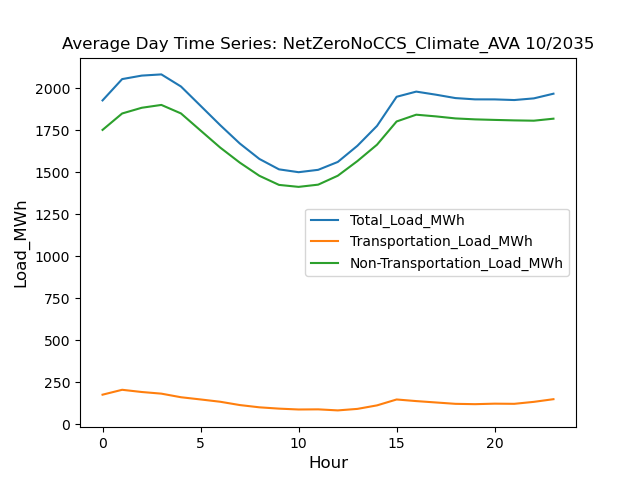 Average Day Time Series: NetZeroNoCCS_Climate_AVA 10/2035
2000
1750
1500
1250
1000
750
500
250
0
Load_MWh
Total_Load_MWh
Transportation_Load_MWh
Non-Transportation_Load_MWh
0 5 10 15 20
Hour